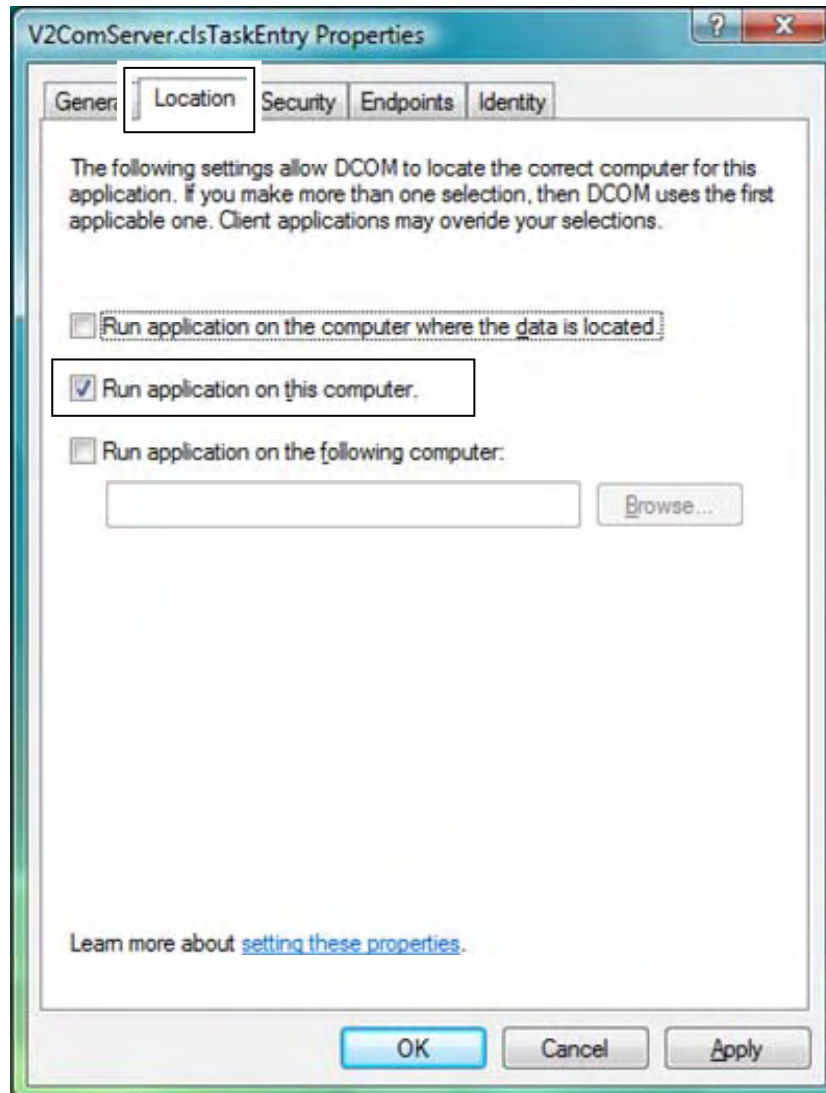 V2ComServer.clsTaskEntry Properties
General Location Security Endpoints Identity
The following settings allow DCOM to locate the correct computer for this
application. If you make more than one selection, then DCOM uses the first
applicable one. Client applications may overide your selections.
Run application on the computer where the data is located.
Run application on this computer.
Run application on the following computer:
Browse...
Learn more about setting these properties.
OK Cancel Apply